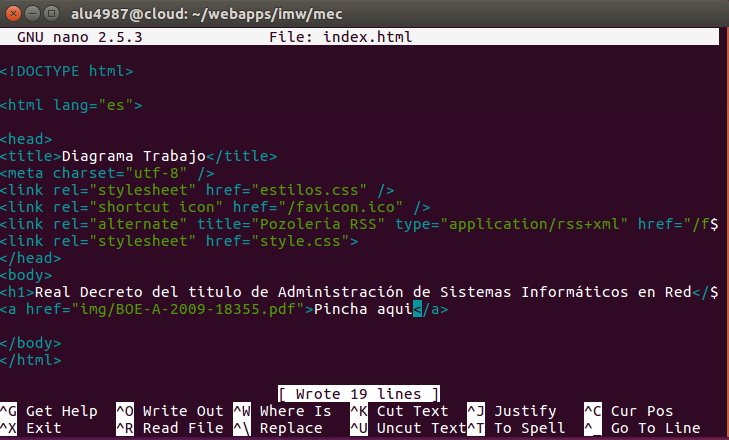 alu4987@cloud: ~/webapps/imw/mec
GNU nano 2.5.3 File: index.html
<!DOCTYPE html>
<html lang="es">
<head>
<title>Diagrama Trabajo</title>
<meta charset="utf-8" />
<link rel="stylesheet" href="estilos.css" />
<link rel="shortcut icon" href="/favicon.ico" />
<link rel="alternate" title="Pozolería RSS" type="application/rss+xml" href="/f$
<link rel="stylesheet" href="style.css">
</head>
<body>
<h1>Real Decreto del titulo de Administración de Sistemas Informáticos en Red</$
<a href="img/BOE-A-2009-18355.pdf">Pincha aqui</a>
</body>
</html>
[ Wrote 19 lines ]
^G Get Help ^O Write Out ^W Where Is ^K Cut Text ^J Justify ^C Cur Pos
^X Exit ^R Read File ^\ Replace ^U Uncut Text ^T To Spell ^_ Go To Line